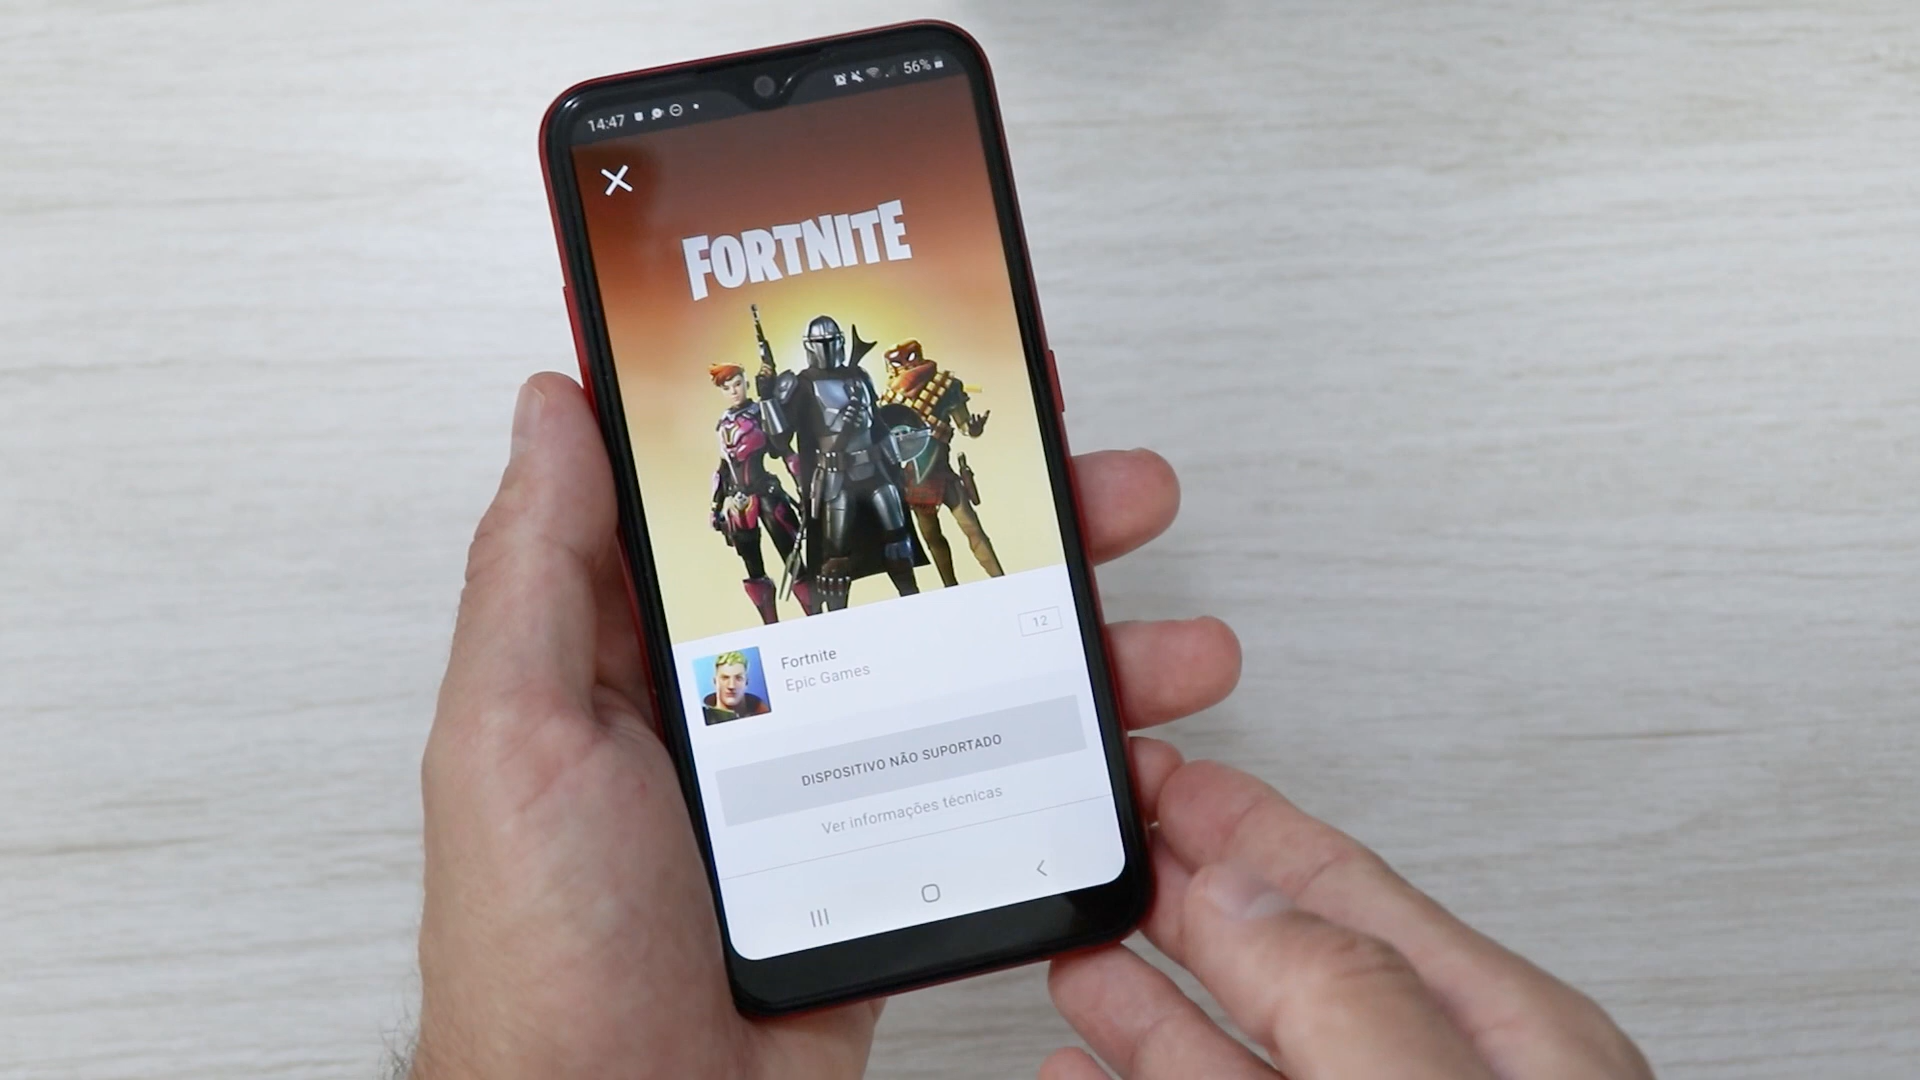 14:47
56%
FORTNITE
12
Fortnite
Epic Games
DISPOSITIVO NÃO SUPORTADO
Ver informações técnicas